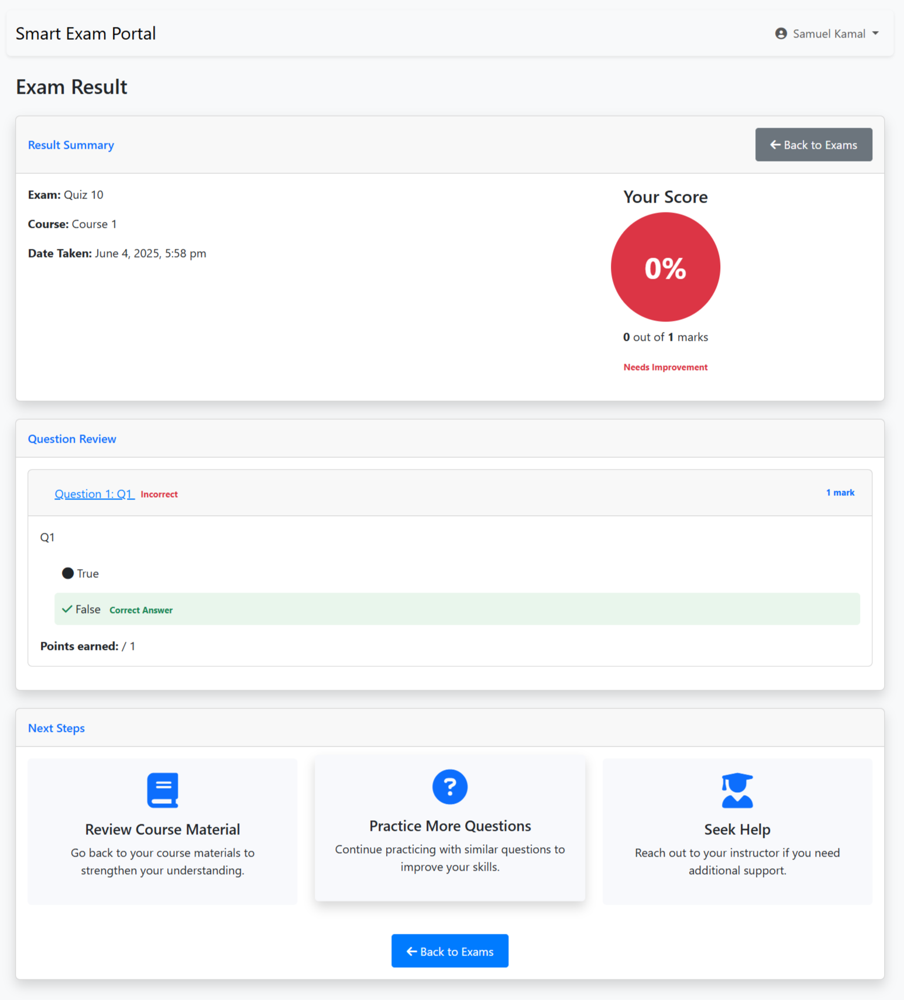 Smart Exam Portal
Samuel Kamal
Exam Result
Result Summary
Back to Exams
Exam: Quiz 10
Course: Course 1
Date Taken: June 4, 2025, 5:58 pm
Your Score
0%
0 out of 1 marks
Needs Improvement
Question Review
Question 1: Q1 Incorrect
1 mark
Q1
True
False Correct Answer
Points earned: / 1
Next Steps
Review Course Material
Go back to your course materials to
strengthen your understanding.
?
Practice More Questions
Continue practicing with similar questions to
improve your skills.
Seek Help
Reach out to your instructor if you need
additional support.
Back to Exams